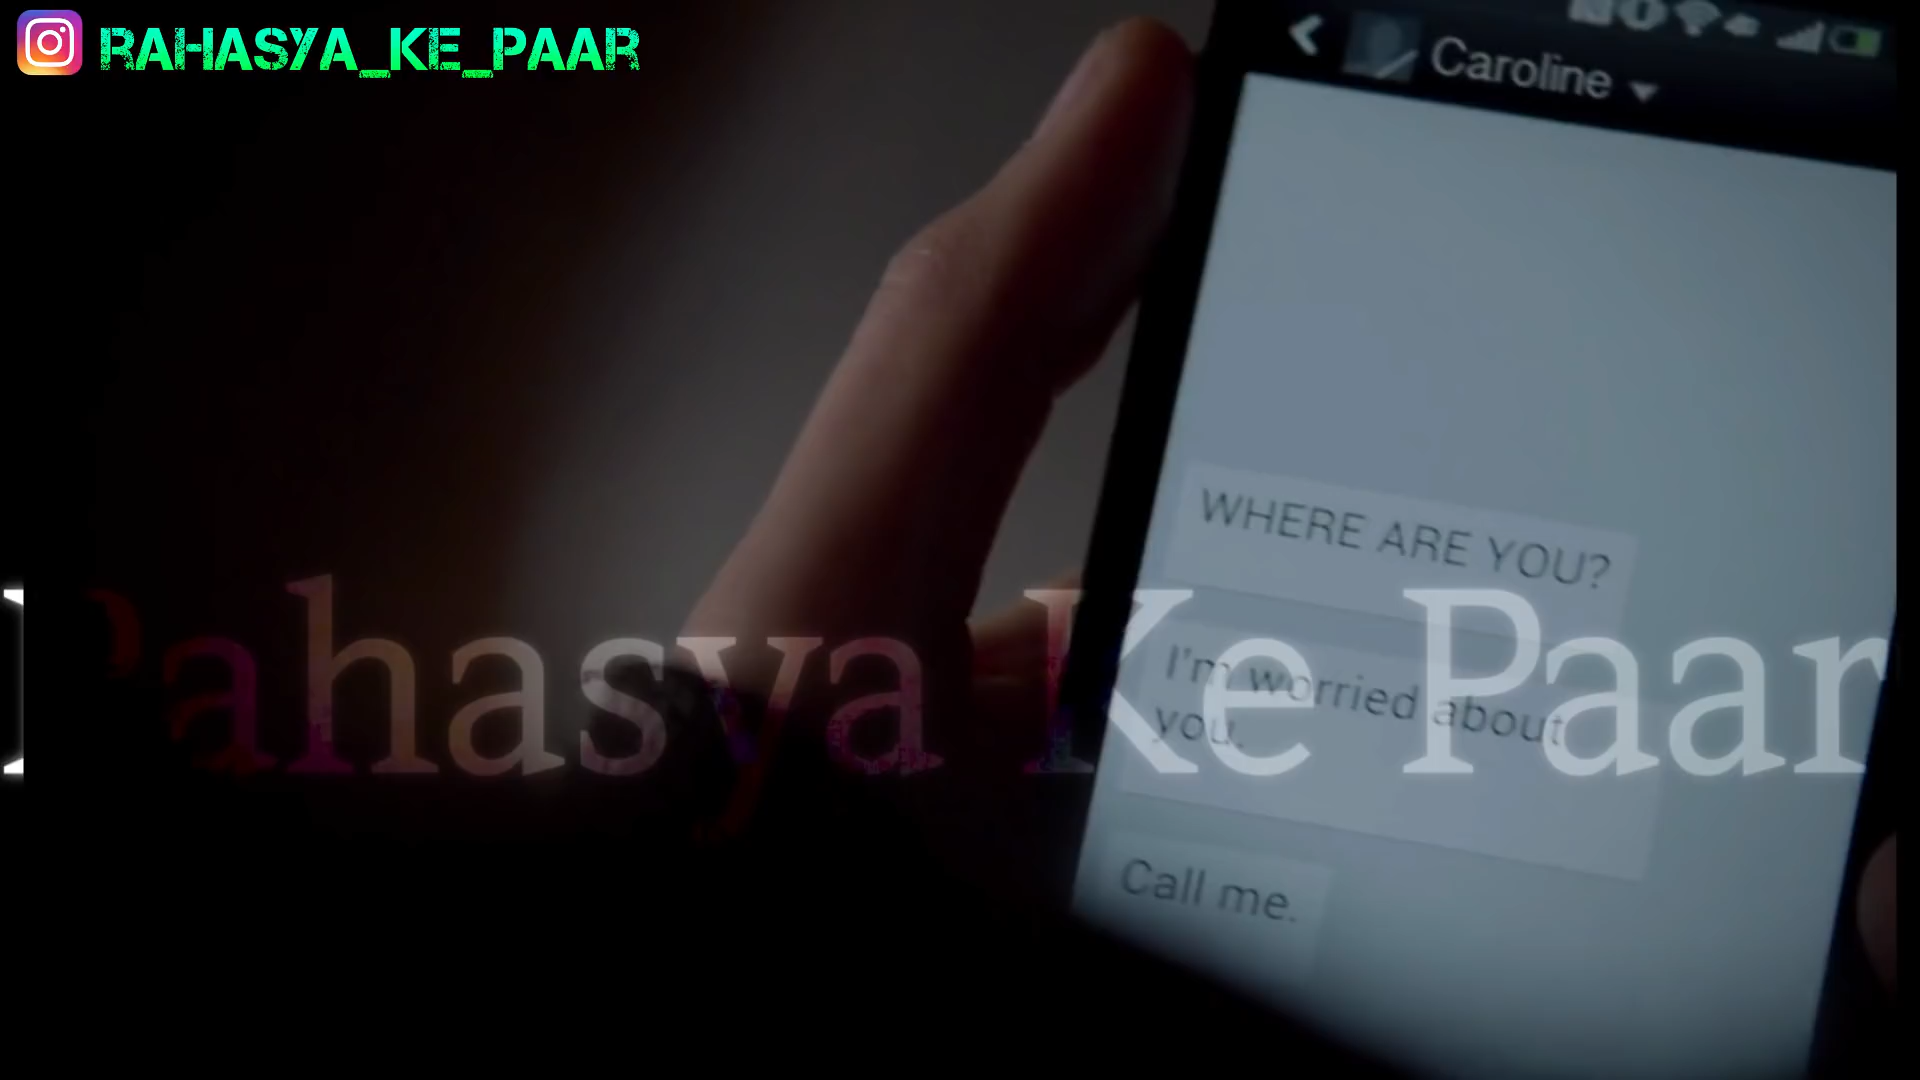 RAHASYA_KE_PAAR
Caroline
WHERE ARE YOU?
I'm worried about
you.
Call me.
Rahasya Ke Paar